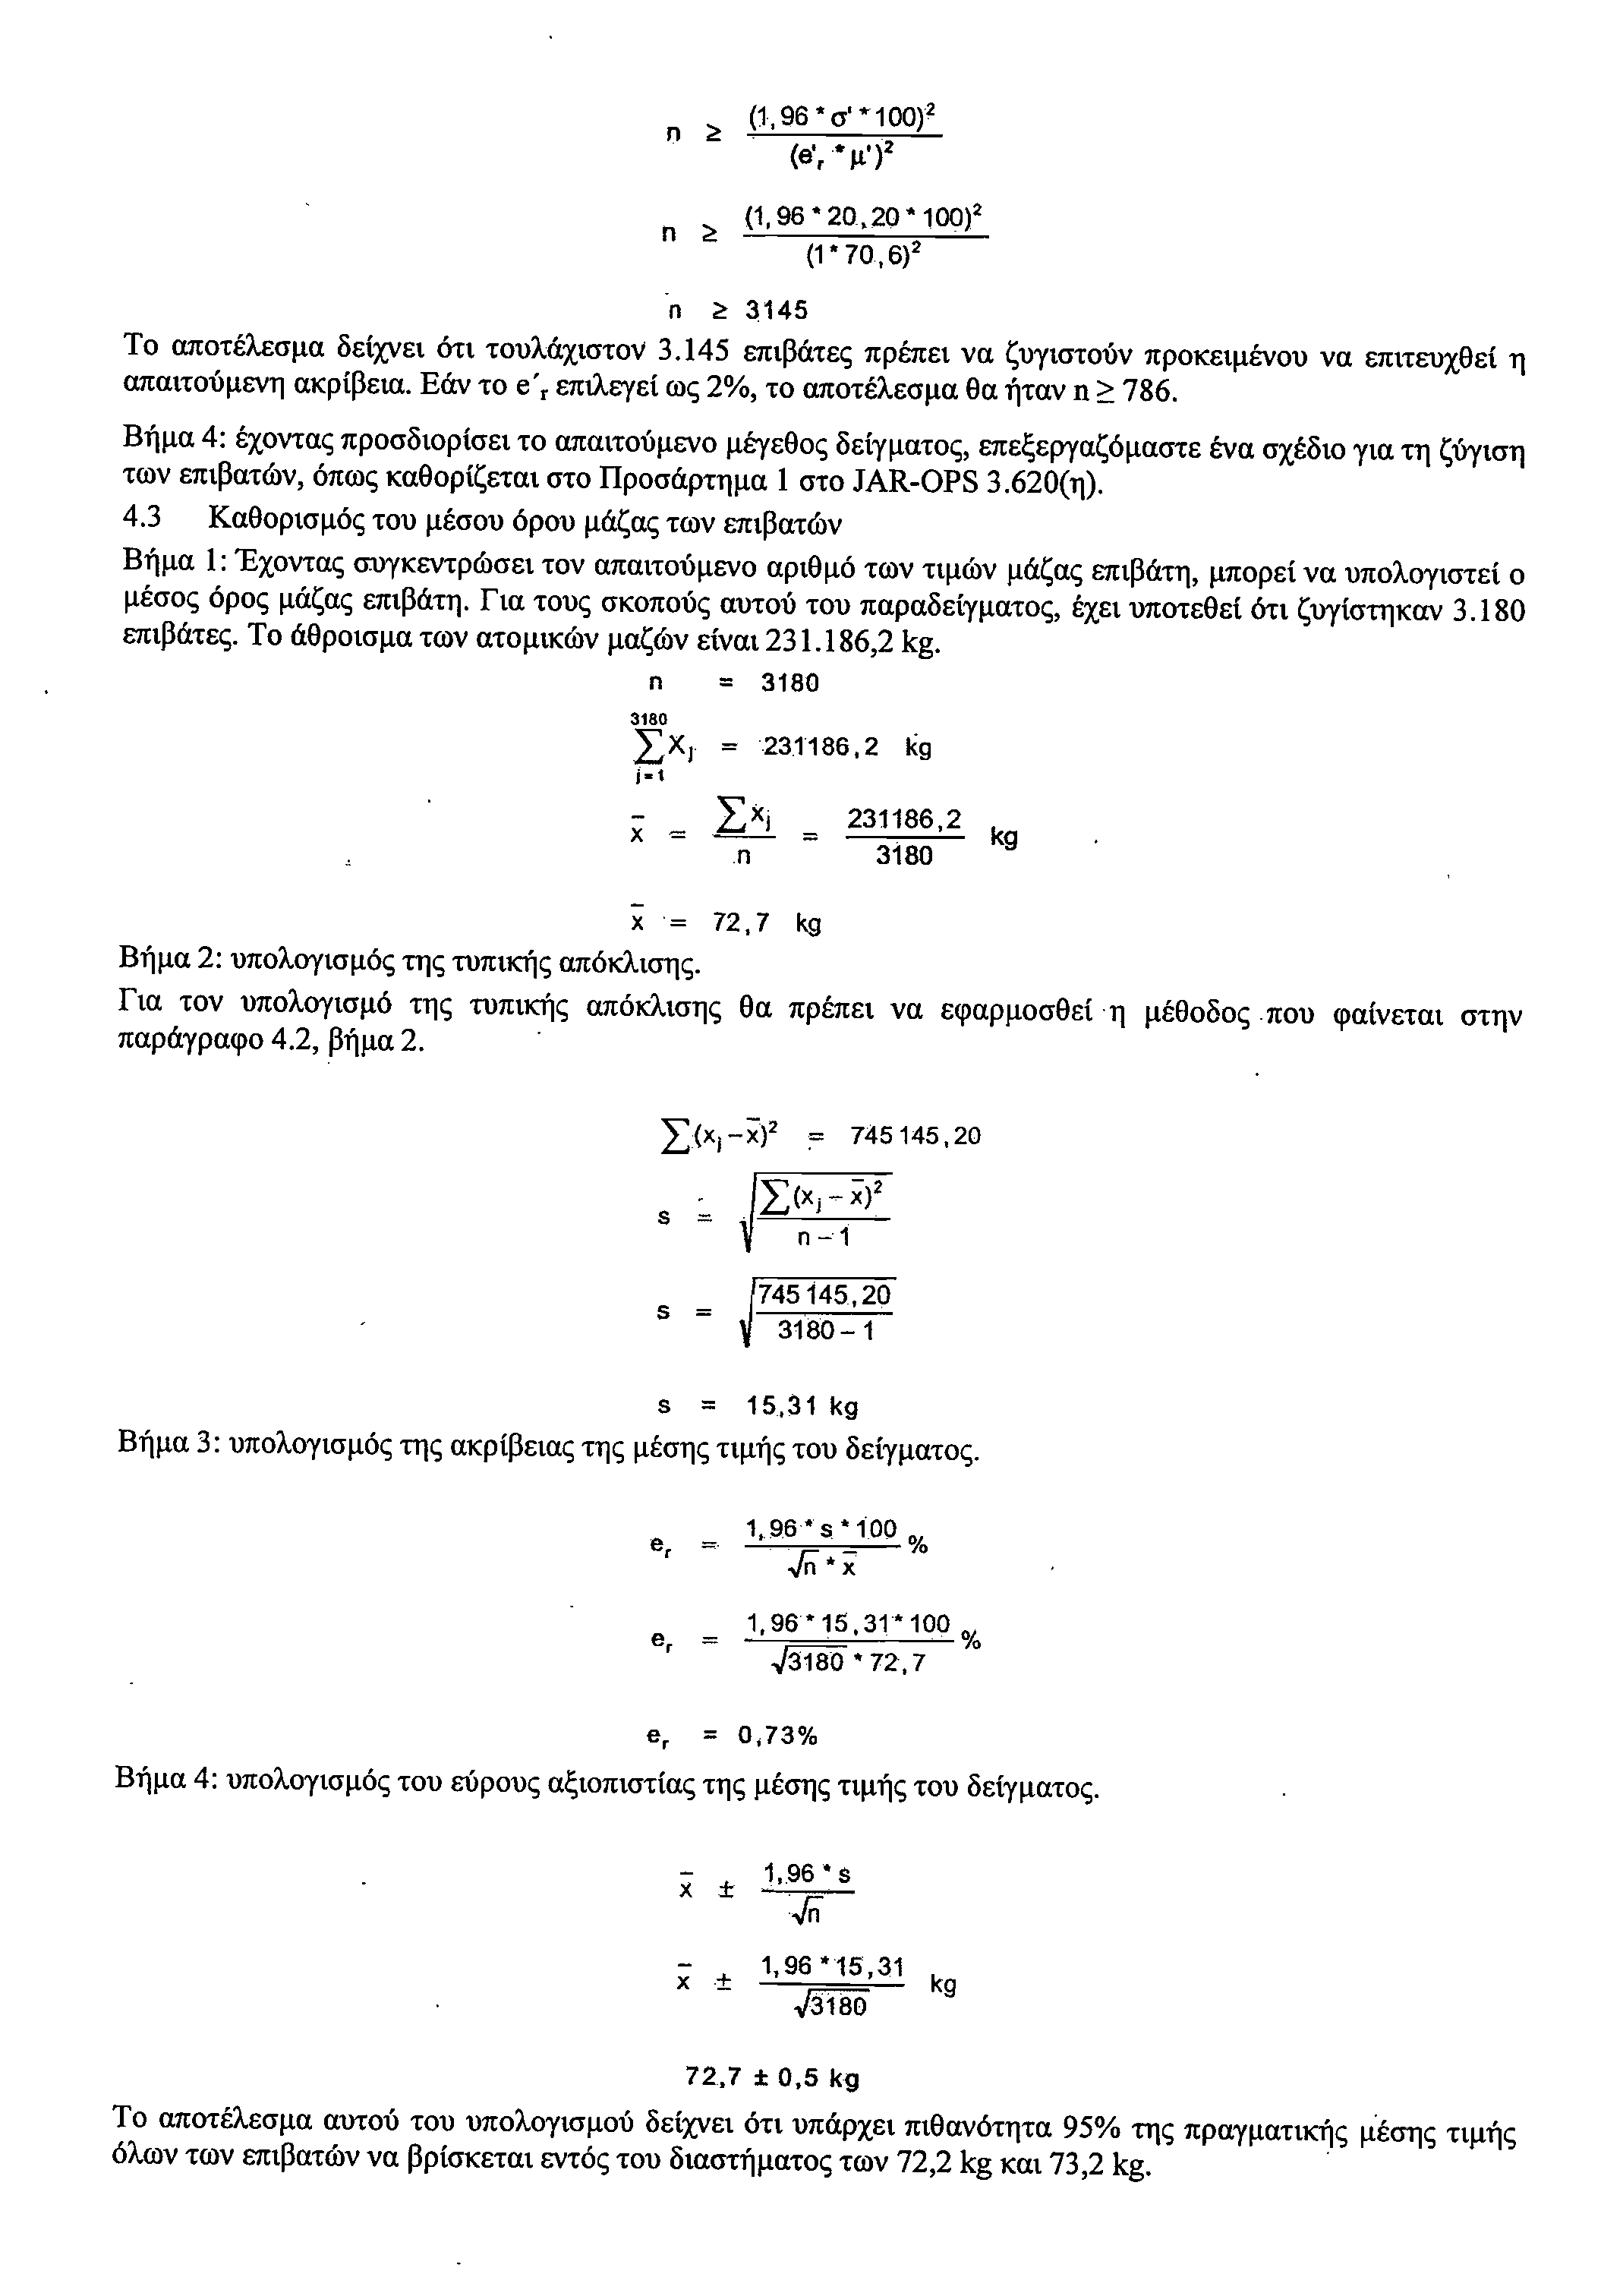 n ≥ (1,96 * σ' * 100)² / (e'r * μ')²
n ≥ (1,96 * 20,20 * 100)² / (1 * 70,6)²
n ≥ 3145
Το αποτέλεσμα δείχνει ότι τουλάχιστον 3.145 επιβάτες πρέπει να ζυγιστούν προκειμένου να επιτευχθεί η
απαιτούμενη ακρίβεια. Εάν το e΄r επιλεγεί ως 2%, το αποτέλεσμα θα ήταν n ≥ 786.
Βήμα 4: έχοντας προσδιορίσει το απαιτούμενο μέγεθος δείγματος, επεξεργαζόμαστε ένα σχέδιο για τη ζύγιση
των επιβατών, όπως καθορίζεται στο Προσάρτημα 1 στο JAR-OPS 3.620(η).
4.3 Καθορισμός του μέσου όρου μάζας των επιβατών
Βήμα 1: Έχοντας συγκεντρώσει τον απαιτούμενο αριθμό των τιμών μάζας επιβάτη, μπορεί να υπολογιστεί ο
μέσος όρος μάζας επιβάτη. Για τους σκοπούς αυτού του παραδείγματος, έχει υποτεθεί ότι ζυγίστηκαν 3.180
επιβάτες. Το άθροισμα των ατομικών μαζών είναι 231.186,2 kg.
n = 3180
3180
∑xj = 231186,2 kg
j=1
x̄ = ∑xj / n = 231186,2 / 3180 kg
x̄ = 72,7 kg
Βήμα 2: υπολογισμός της τυπικής απόκλισης.
Για τον υπολογισμό της τυπικής απόκλισης θα πρέπει να εφαρμοσθεί η μέθοδος που φαίνεται στην
παράγραφο 4.2, βήμα 2.
∑(xj – x̄)² = 745 145,20
s = √(∑(xj – x̄)² / n – 1)
s = √(745 145,20 / 3180 – 1)
s = 15,31 kg
Βήμα 3: υπολογισμός της ακρίβειας της μέσης τιμής του δείγματος.
er = 1,96 * s * 100 / √n * x̄ %
er = 1,96 * 15,31 * 100 / √3180 * 72,7 %
er = 0,73%
Βήμα 4: υπολογισμός του εύρους αξιοπιστίας της μέσης τιμής του δείγματος.
x̄ ± 1,96 * s / √n
x̄ ± 1,96 * 15,31 / √3180 kg
72,7 ± 0,5 kg
Το αποτέλεσμα αυτού του υπολογισμού δείχνει ότι υπάρχει πιθανότητα 95% της πραγματικής μέσης τιμής
όλων των επιβατών να βρίσκεται εντός του διαστήματος των 72,2 kg και 73,2 kg.